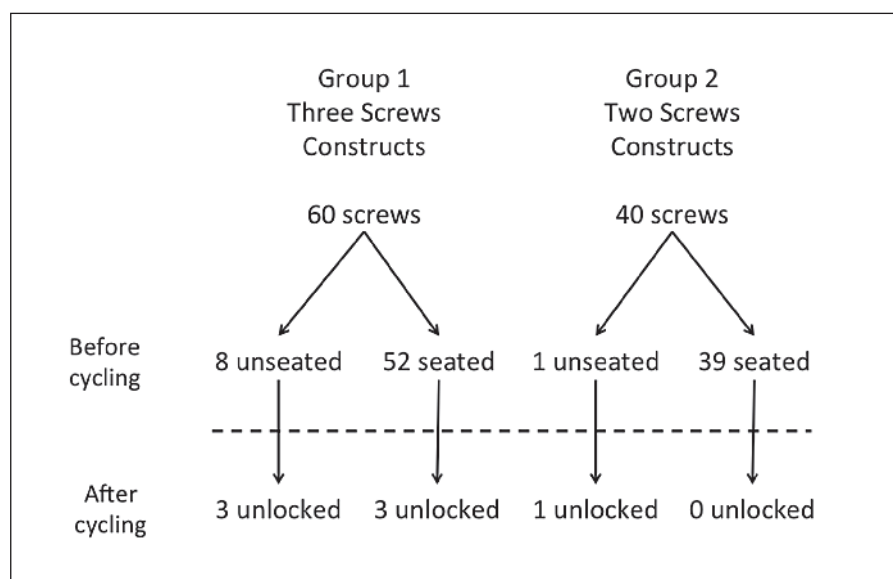 Group 1
Three Screws
Constructs
Group 2
Two Screws
Constructs
60 screws
40 screws
Before
cycling
8 unseated
52 seated
1 unseated
39 seated
After
cycling
3 unlocked
3 unlocked
1 unlocked
0 unlocked